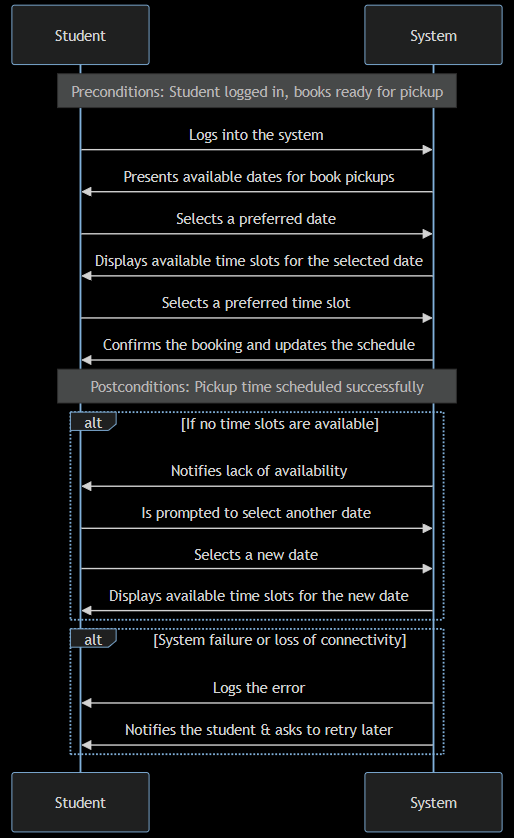 Student
System
Preconditions: Student logged in, books ready for pickup
Logs into the system
Presents available dates for book pickups
Selects a preferred date
Displays available time slots for the selected date
Selects a preferred time slot
Confirms the booking and updates the schedule
Postconditions: Pickup time scheduled successfully
alt
[If no time slots are available]
Notifies lack of availability
Is prompted to select another date
Selects a new date
Displays available time slots for the new date
alt
[System failure or loss of connectivity]
Logs the error
Notifies the student & asks to retry later
Student
System